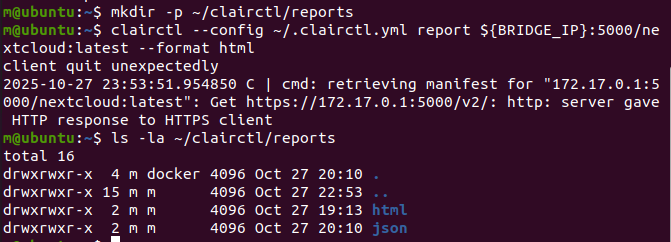 m@ubuntu:~$ mkdir -p ~/clairctl/reports
m@ubuntu:~$ clairctl --config ~/.clairctl.yml report ${BRIDGE_IP}:5000/ne
xtcloud:latest --format html
client quit unexpectedly
2025-10-27 23:53:51.954850 C | cmd: retrieving manifest for "172.17.0.1:5
000/nextcloud:latest": Get https://172.17.0.1:5000/v2/: http: server gave
 HTTP response to HTTPS client
m@ubuntu:~$ ls -la ~/clairctl/reports
total 16
drwxrwxr-x  4 m docker 4096 Oct 27 20:10 .
drwxrwxr-x 15 m m      4096 Oct 27 22:53 ..
drwxrwxr-x  2 m m      4096 Oct 27 19:13 html
drwxrwxr-x  2 m m      4096 Oct 27 20:10 json
m@ubuntu:~$